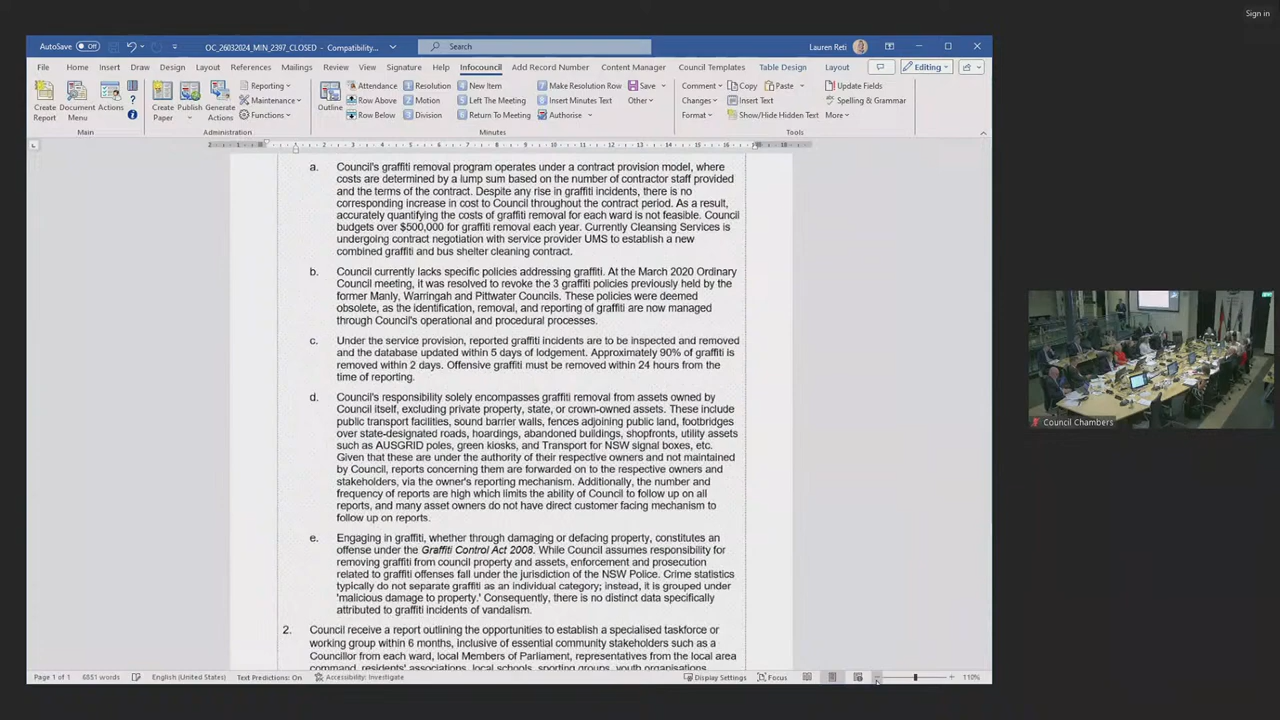 Sign in
AutoSave Off
OC_26032024_MIN_2397_CLOSED - Compatibility...
Search
Lauren Reti
File Home Insert Draw Design Layout References Mailings Review View Signature Help Infocouncil Add Record Number Content Manager Council Templates Table Design Layout Editing
Create Report
Document Menu
Actions
Main
Create Paper
Publish
Generate Actions
Reporting
Maintenance
Functions
Administration
Outline
Attendance
Row Above
Row Below
Resolution
Motion
Division
New Item
Left The Meeting
Return To Meeting
Make Resolution Row
Insert Minutes Text
Authorise
Save
Other
Minutes
Comment
Changes
Format
Copy
Paste
Insert Text
Show/Hide Hidden Text
Update Fields
Spelling & Grammar
More
Tools
a. Council's graffiti removal program operates under a contract provision model, where
costs are determined by a lump sum based on the number of contractor staff provided
and the terms of the contract. Despite any rise in graffiti incidents, there is no
corresponding increase in cost to Council throughout the contract period. As a result,
accurately quantifying the costs of graffiti removal for each ward is not feasible. Council
budgets over $500,000 for graffiti removal each year. Currently Cleansing Services is
undergoing contract negotiation with service provider UMS to establish a new
combined graffiti and bus shelter cleaning contract.
b. Council currently lacks specific policies addressing graffiti. At the March 2020 Ordinary
Council meeting, it was resolved to revoke the 3 graffiti policies previously held by the
former Manly, Warringah and Pittwater Councils. These policies were deemed
obsolete, as the identification, removal, and reporting of graffiti are now managed
through Council's operational and procedural processes.
c. Under the service provision, reported graffiti incidents are to be inspected and removed
and the database updated within 5 days of lodgement. Approximately 90% of graffiti is
removed within 2 days. Offensive graffiti must be removed within 24 hours from the
time of reporting.
d. Council's responsibility solely encompasses graffiti removal from assets owned by
Council itself, excluding private property, state, or crown-owned assets. These include
public transport facilities, sound barrier walls, fences adjoining public land, footbridges
over state-designated roads, hoardings, abandoned buildings, shopfronts, utility assets
such as AUSGRID poles, green kiosks, and Transport for NSW signal boxes, etc.
Given that these are under the authority of their respective owners and not maintained
by Council, reports concerning them are forwarded on to the respective owners and
stakeholders, via the owner's reporting mechanism. Additionally, the number and
frequency of reports are high which limits the ability of Council to follow up on all
reports, and many asset owners do not have direct customer facing mechanism to
follow up on reports.
e. Engaging in graffiti, whether through damaging or defacing property, constitutes an
offense under the Graffiti Control Act 2008. While Council assumes responsibility for
removing graffiti from council property and assets, enforcement and prosecution
related to graffiti offenses fall under the jurisdiction of the NSW Police. Crime statistics
typically do not separate graffiti as an individual category; instead, it is grouped under
'malicious damage to property.' Consequently, there is no distinct data specifically
attributed to graffiti incidents of vandalism.
2. Council receive a report outlining the opportunities to establish a specialised taskforce or
working group within 6 months, inclusive of essential community stakeholders such as a
Councillor from each ward, local Members of Parliament, representatives from the local area
command, residents' associations, local schools, sporting groups, youth organisations,
Council Chambers
Page 1 of 1 6851 words English (United States) Text Predictions: On Accessibility: Investigate Display Settings Focus 110%